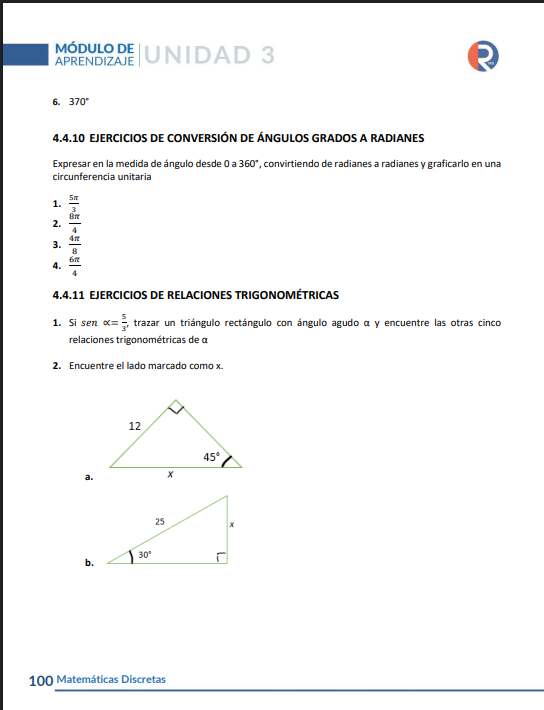 MÓDULO DE
APRENDIZAJE
UNIDAD 3
6. 370°
4.4.10 EJERCICIOS DE CONVERSIÓN DE ÁNGULOS GRADOS A RADIANES
Expresar en la medida de ángulo desde 0 a 360°, convirtiendo de radianes a radianes y graficarlo en una
circunferencia unitaria
1. 5π/3
2. 8π/4
3. 4π/8
4. 6π/4
4.4.11 EJERCICIOS DE RELACIONES TRIGONOMÉTRICAS
1. Si sen ∝= 5/3, trazar un triángulo rectángulo con ángulo agudo α y encuentre las otras cinco
relaciones trigonométricas de α
2. Encuentre el lado marcado como x.
12
45°
x
a.
25
x
30°
b.
100 Matemáticas Discretas